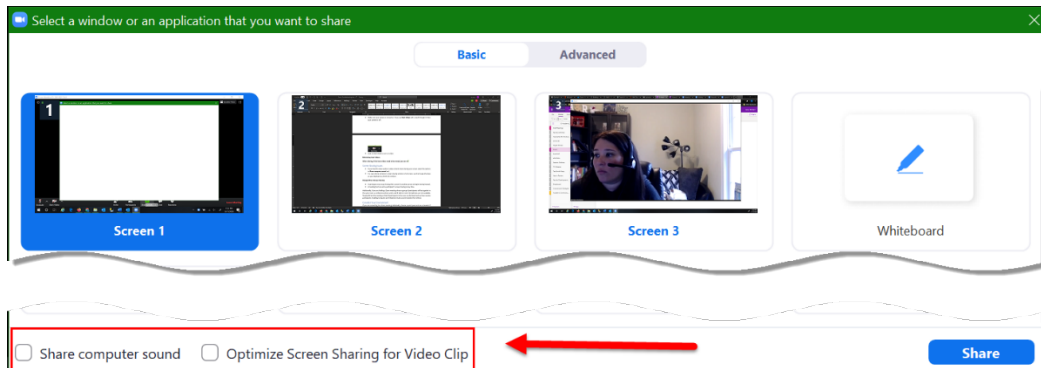 Select a window or an application that you want to share
Basic Advanced
1
2
3
Screen 1 Screen 2 Screen 3 Whiteboard
Share computer sound Optimize Screen Sharing for Video Clip Share